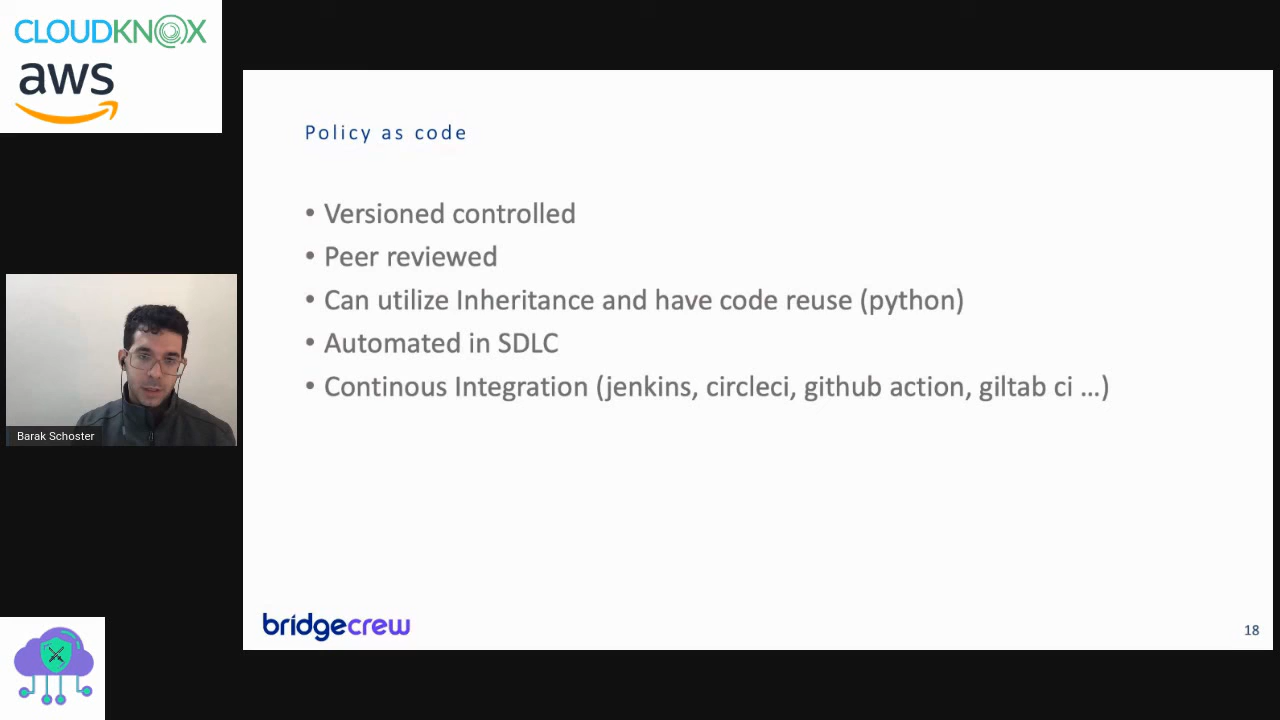 CLOUDKNOX
aws
Policy as code
• Versioned controlled
• Peer reviewed
• Can utilize Inheritance and have code reuse (python)
• Automated in SDLC
• Continous Integration (jenkins, circleci, github action, giltab ci ...)
Barak Schoster
bridgecrew
18